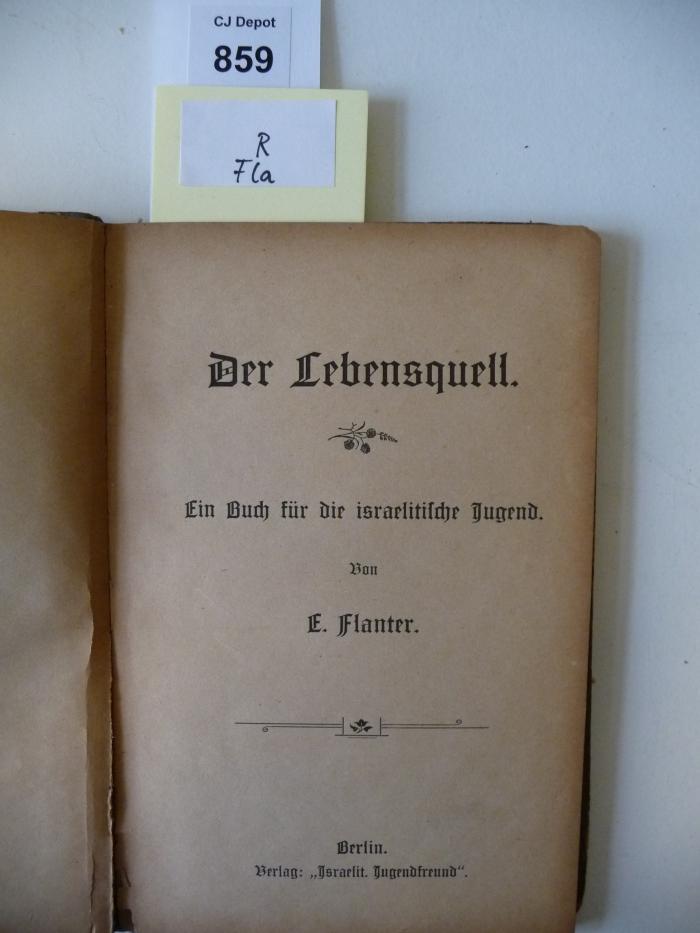 CJ Depot
859
R
Fla
Der Lebensquell.
Ein Buch für die israelitische Jugend.
Von
E. Flanter.
Berlin.
Verlag: „Israelit. Jugendfreund“.